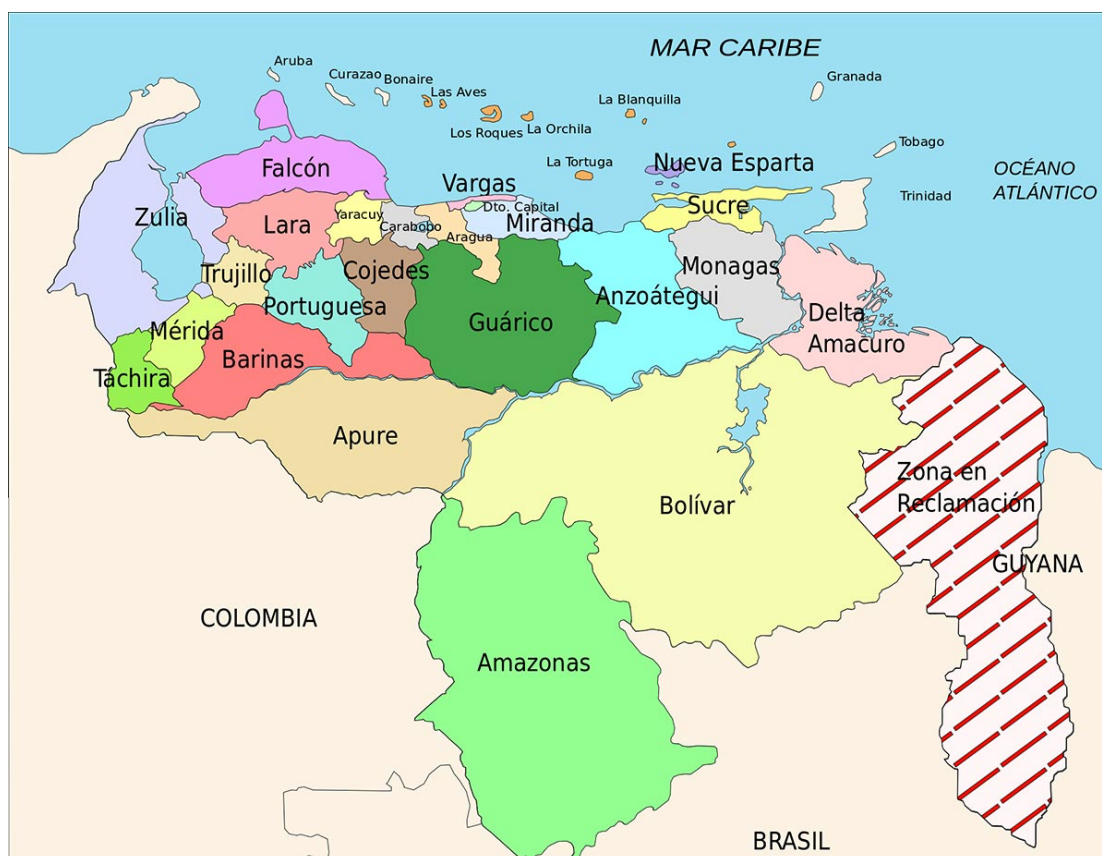 MAR CARIBE
Aruba
Curazao
Bonaire
Las Aves
Los Roques
La Orchila
La Blanquilla
Granada
La Tortuga
Nueva Esparta
Tobago
OCÉANO
ATLÁNTICO
Trinidad
Falcón
Vargas
Dto. Capital
Sucre
Zulia
Lara
Yaracuy
Carabobo
Aragua
Miranda
Trujillo
Cojedes
Portuguesa
Monagas
Anzoátegui
Guárico
Delta
Amacuro
Mérida
Barinas
Táchira
Apure
Bolívar
Zona en
Reclamación
GUYANA
COLOMBIA
Amazonas
BRASIL